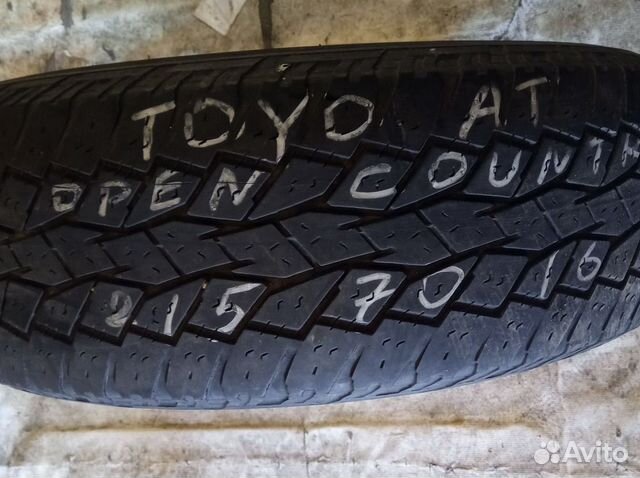 TOYO AT
OPEN COUNTR
215 70 16
Avito